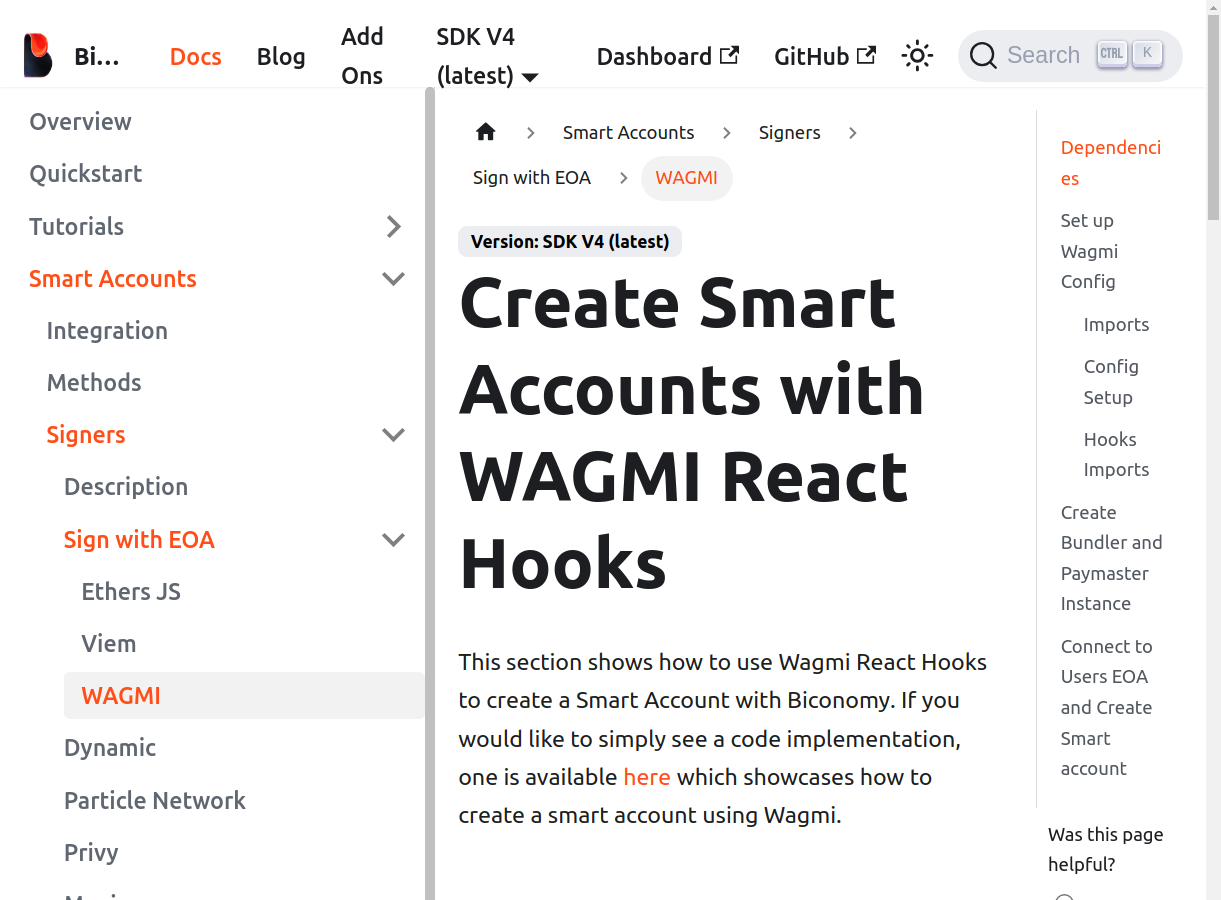 Bi...
Docs
Blog
Add
Ons
SDK V4
(latest)
Dashboard
GitHub
Search
CTRL
K
Overview
Quickstart
Tutorials
Smart Accounts
Integration
Methods
Signers
Description
Sign with EOA
Ethers JS
Viem
WAGMI
Dynamic
Particle Network
Privy
Smart Accounts
Signers
Sign with EOA
WAGMI
Version: SDK V4 (latest)
Create Smart
Accounts with
WAGMI React
Hooks
This section shows how to use Wagmi React Hooks
to create a Smart Account with Biconomy. If you
would like to simply see a code implementation,
one is available here which showcases how to
create a smart account using Wagmi.
Dependenci
es
Set up
Wagmi
Config
Imports
Config
Setup
Hooks
Imports
Create
Bundler and
Paymaster
Instance
Connect to
Users EOA
and Create
Smart
account
Was this page
helpful?